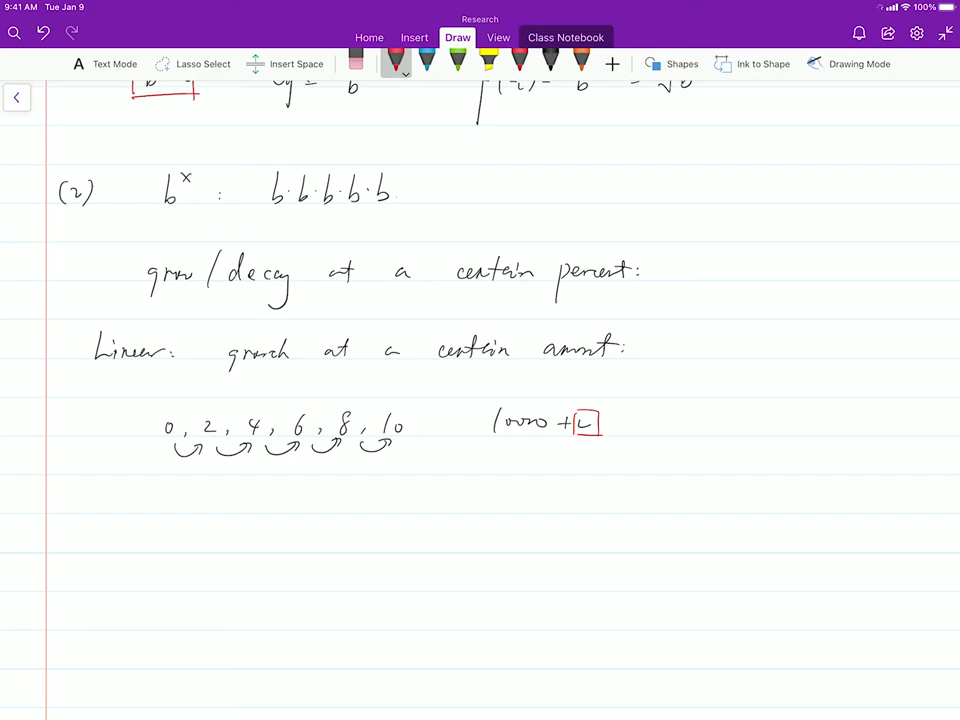 9:41 AM Tue Jan 9
100%
Research
Home Insert Draw View Class Notebook
A Text Mode Lasso Select Insert Space Shapes Ink to Shape Drawing Mode
(2) b^x : b·b·b·b·b
grow/decay at a certain percent:
Linear: growth at a certain amount:
0, 2, 4, 6, 8, 10 10000 + 2